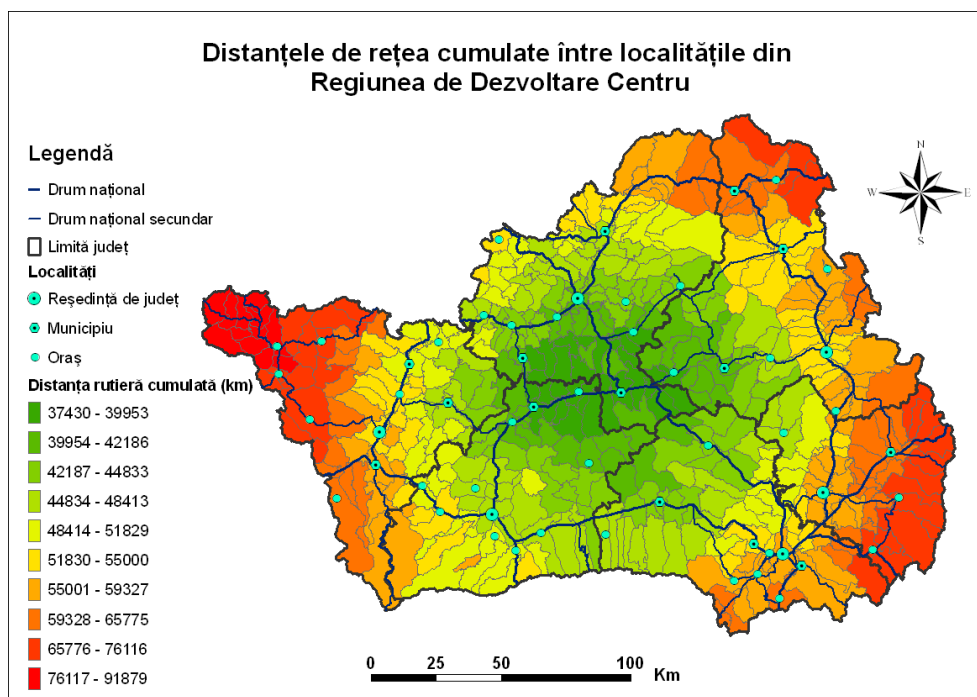 Distanțele de rețea cumulate între localitățile din
Regiunea de Dezvoltare Centru
Legendă
Drum național
Drum național secundar
Limită județ
Localități
Reședință de județ
Municipiu
Oraș
Distanța rutieră cumulată (km)
37430 - 39953
39954 - 42186
42187 - 44833
44834 - 48413
48414 - 51829
51830 - 55000
55001 - 59327
59328 - 65775
65776 - 76116
76117 - 91879
N
W E
S
0 25 50 100 Km